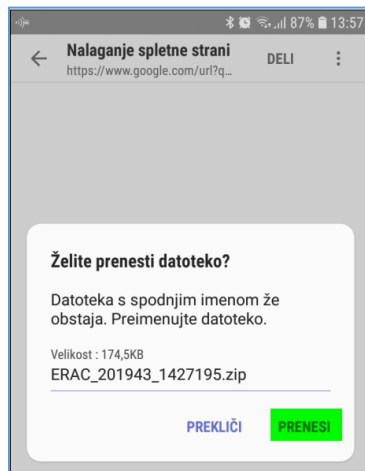 87% 13:57
Nalaganje spletne strani
DELI
https://www.google.com/url?q...
Želite prenesti datoteko?
Datoteka s spodnjim imenom že
obstaja. Preimenujte datoteko.
Velikost : 174,5KB
ERAC_201943_1427195.zip
PREKLIČI PRENESI